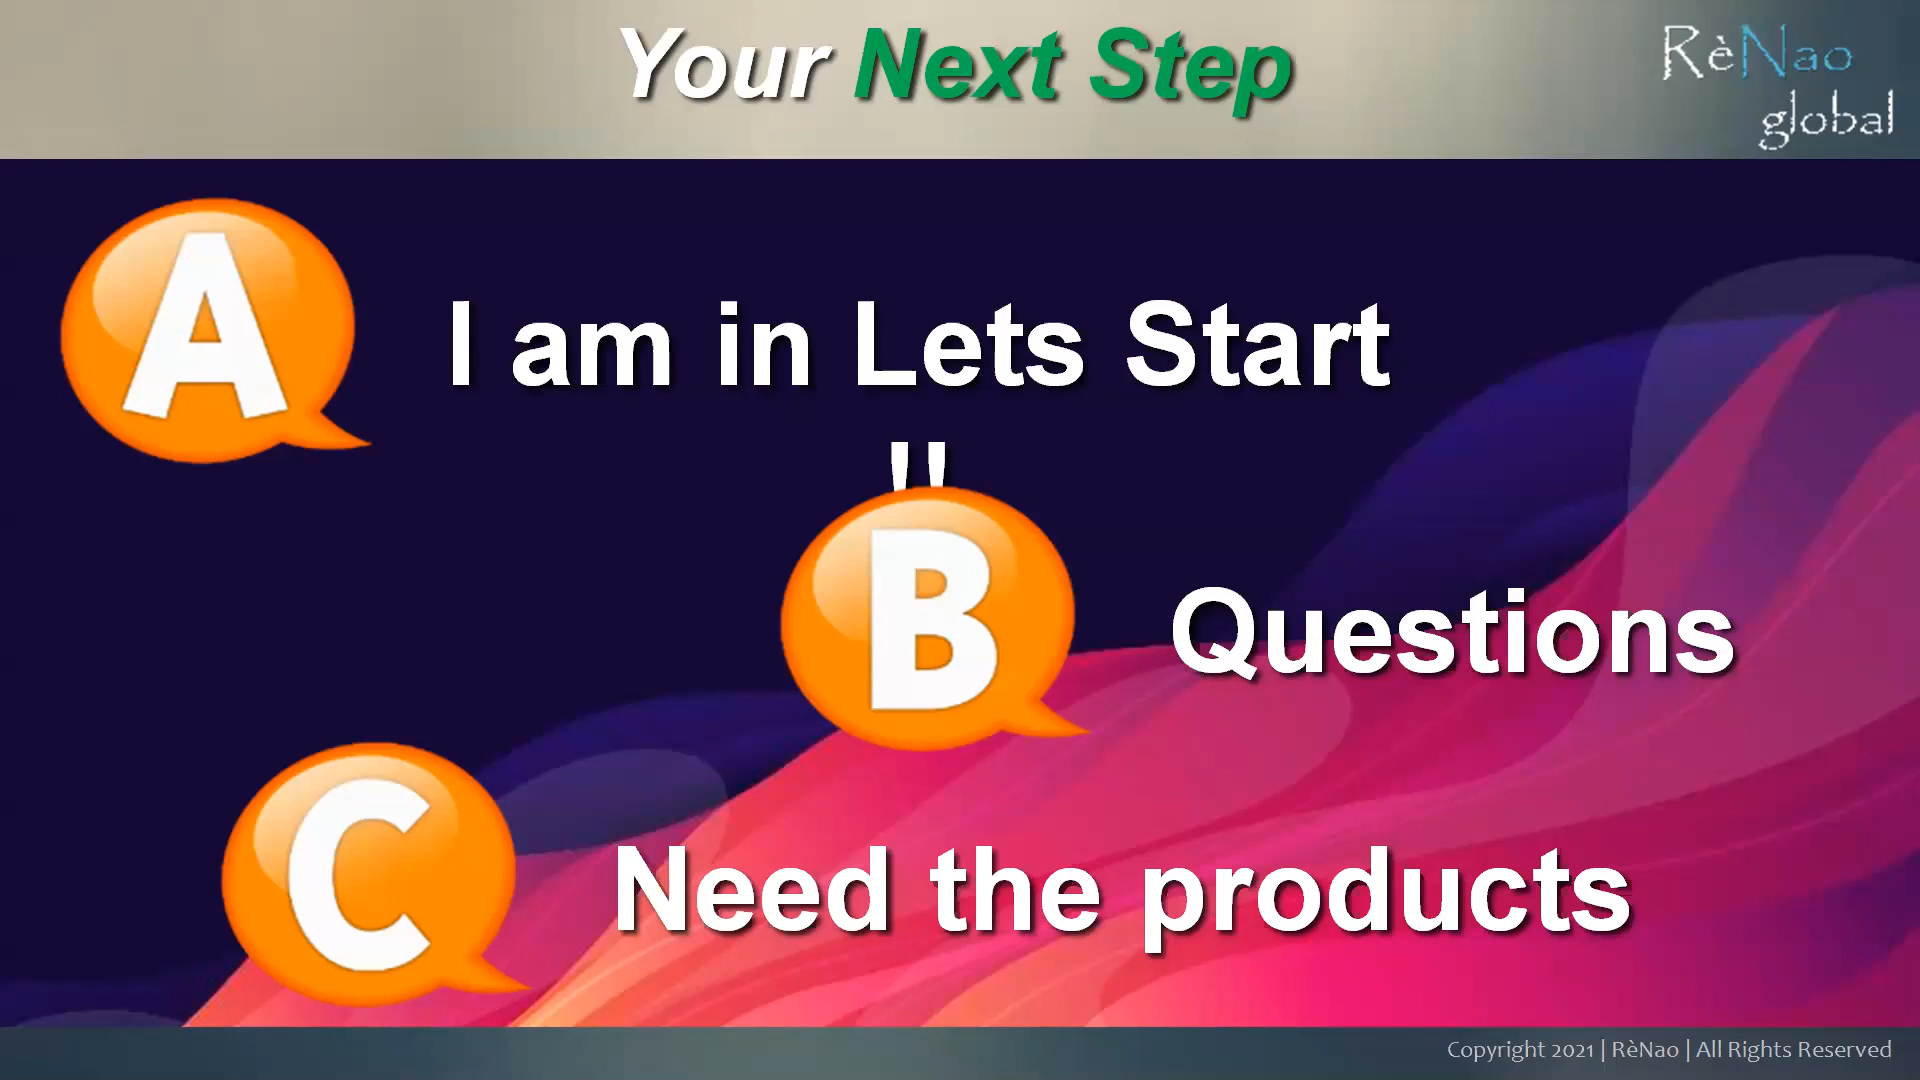 Your Next Step
RèNao
global
A
I am in Lets Start
!!
B
Questions
C
Need the products
Copyright 2021 | RèNao | All Rights Reserved